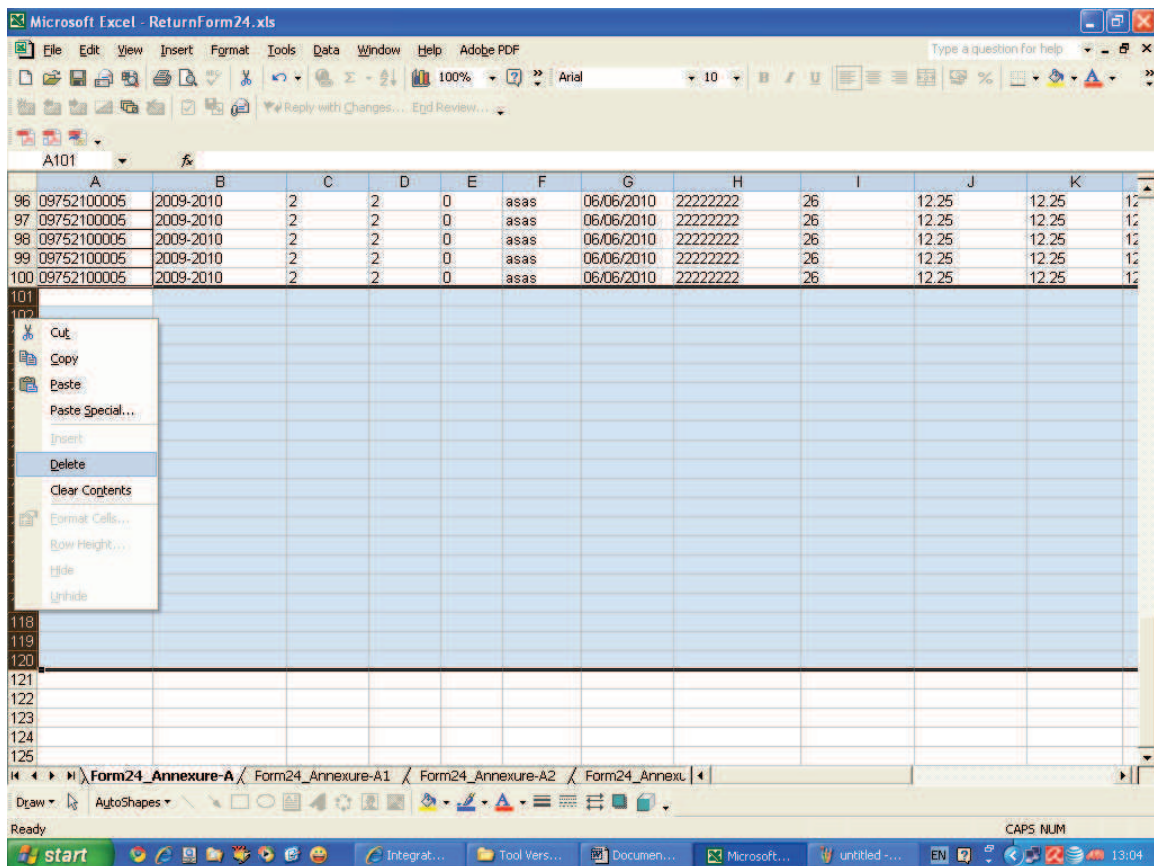 Microsoft Excel - ReturnForm24.xls
File Edit View Insert Format Tools Data Window Help Adobe PDF Type a question for help
100% Arial 10 B I U %
Reply with Changes... End Review...
A101 fx
A B C D E F G H I J K
96 09752100005 2009-2010 2 2 0 asas 06/06/2010 22222222 26 12.25 12.25 12
97 09752100005 2009-2010 2 2 0 asas 06/06/2010 22222222 26 12.25 12.25 12
98 09752100005 2009-2010 2 2 0 asas 06/06/2010 22222222 26 12.25 12.25 12
99 09752100005 2009-2010 2 2 0 asas 06/06/2010 22222222 26 12.25 12.25 12
100 09752100005 2009-2010 2 2 0 asas 06/06/2010 22222222 26 12.25 12.25 12
101
102
Cut
Copy
Paste
Paste Special...
Insert
Delete
Clear Contents
Format Cells...
Row Height...
Hide
Unhide
118
119
120
121
122
123
124
125
Form24_Annexure-A Form24_Annexure-A1 Form24_Annexure-A2 Form24_Annexu
Draw AutoShapes
Ready CAPS NUM
start Integrat... Tool Vers... Documen... Microsoft... untitled -... EN 13:04